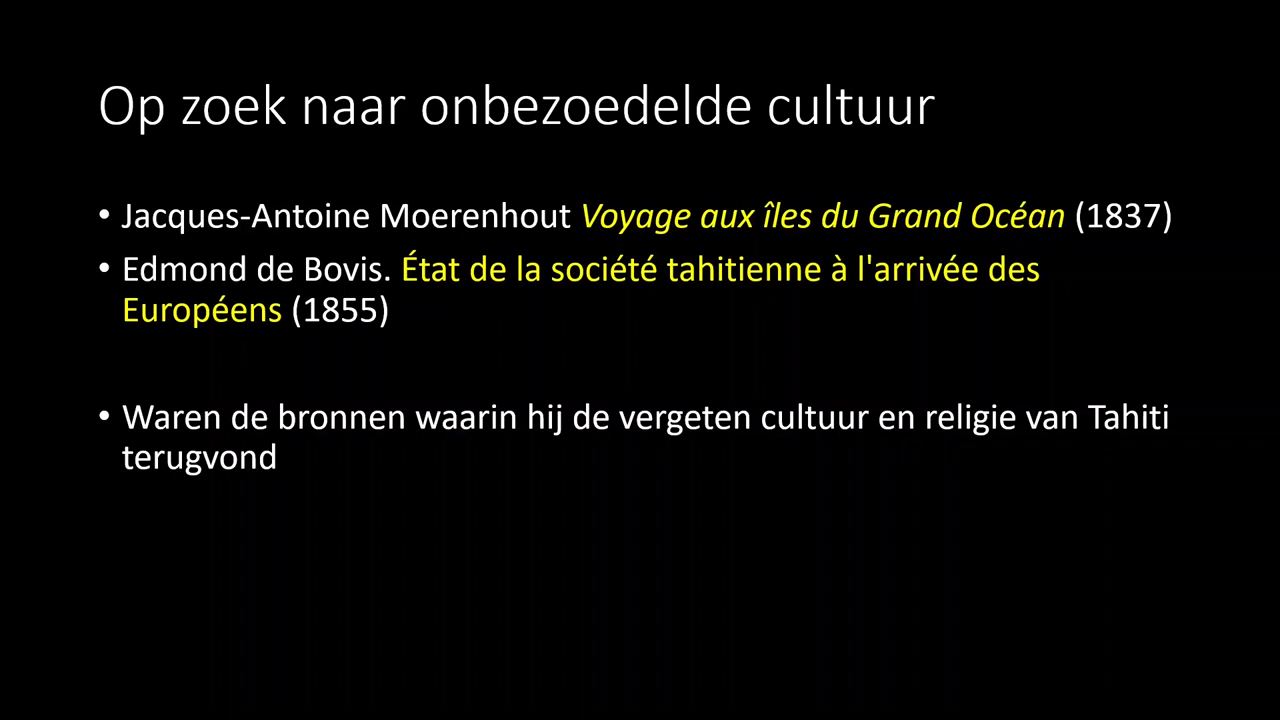 Op zoek naar onbezoedelde cultuur
• Jacques-Antoine Moerenhout Voyage aux îles du Grand Océan (1837)
• Edmond de Bovis. État de la société tahitienne à l'arrivée des
Européens (1855)
• Waren de bronnen waarin hij de vergeten cultuur en religie van Tahiti
terugvond